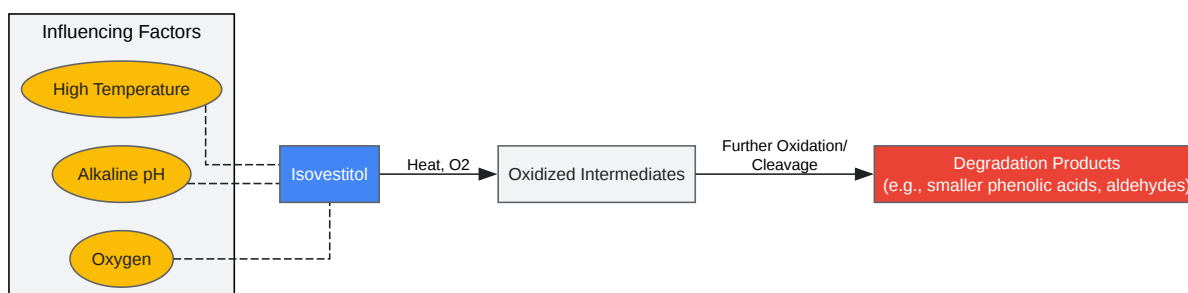 Influencing Factors
High Temperature
Alkaline pH
Oxygen
Isovestitol
Heat, O2
Oxidized Intermediates
Further Oxidation/
Cleavage
Degradation Products
(e.g., smaller phenolic acids, aldehydes)